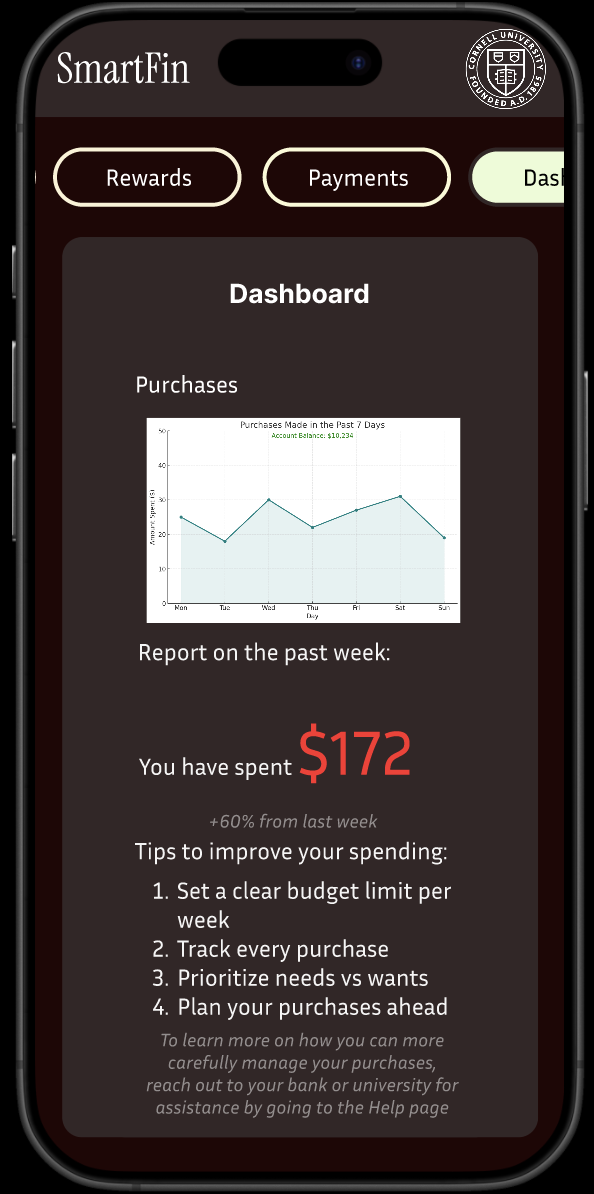 SmartFin
CORNELL UNIVERSITY
FOUNDED A.D. 1865
Rewards
Payments
Dash
Dashboard
Purchases
Purchases Made in the Past 7 Days
Account Balance: $10,234
Amount Spent ($)
50
40
30
20
10
0
Mon Tue Wed Thu Fri Sat Sun
Day
Report on the past week:
You have spent $172
+60% from last week
Tips to improve your spending:
1. Set a clear budget limit per
week
2. Track every purchase
3. Prioritize needs vs wants
4. Plan your purchases ahead
To learn more on how you can more
carefully manage your purchases,
reach out to your bank or university for
assistance by going to the Help page